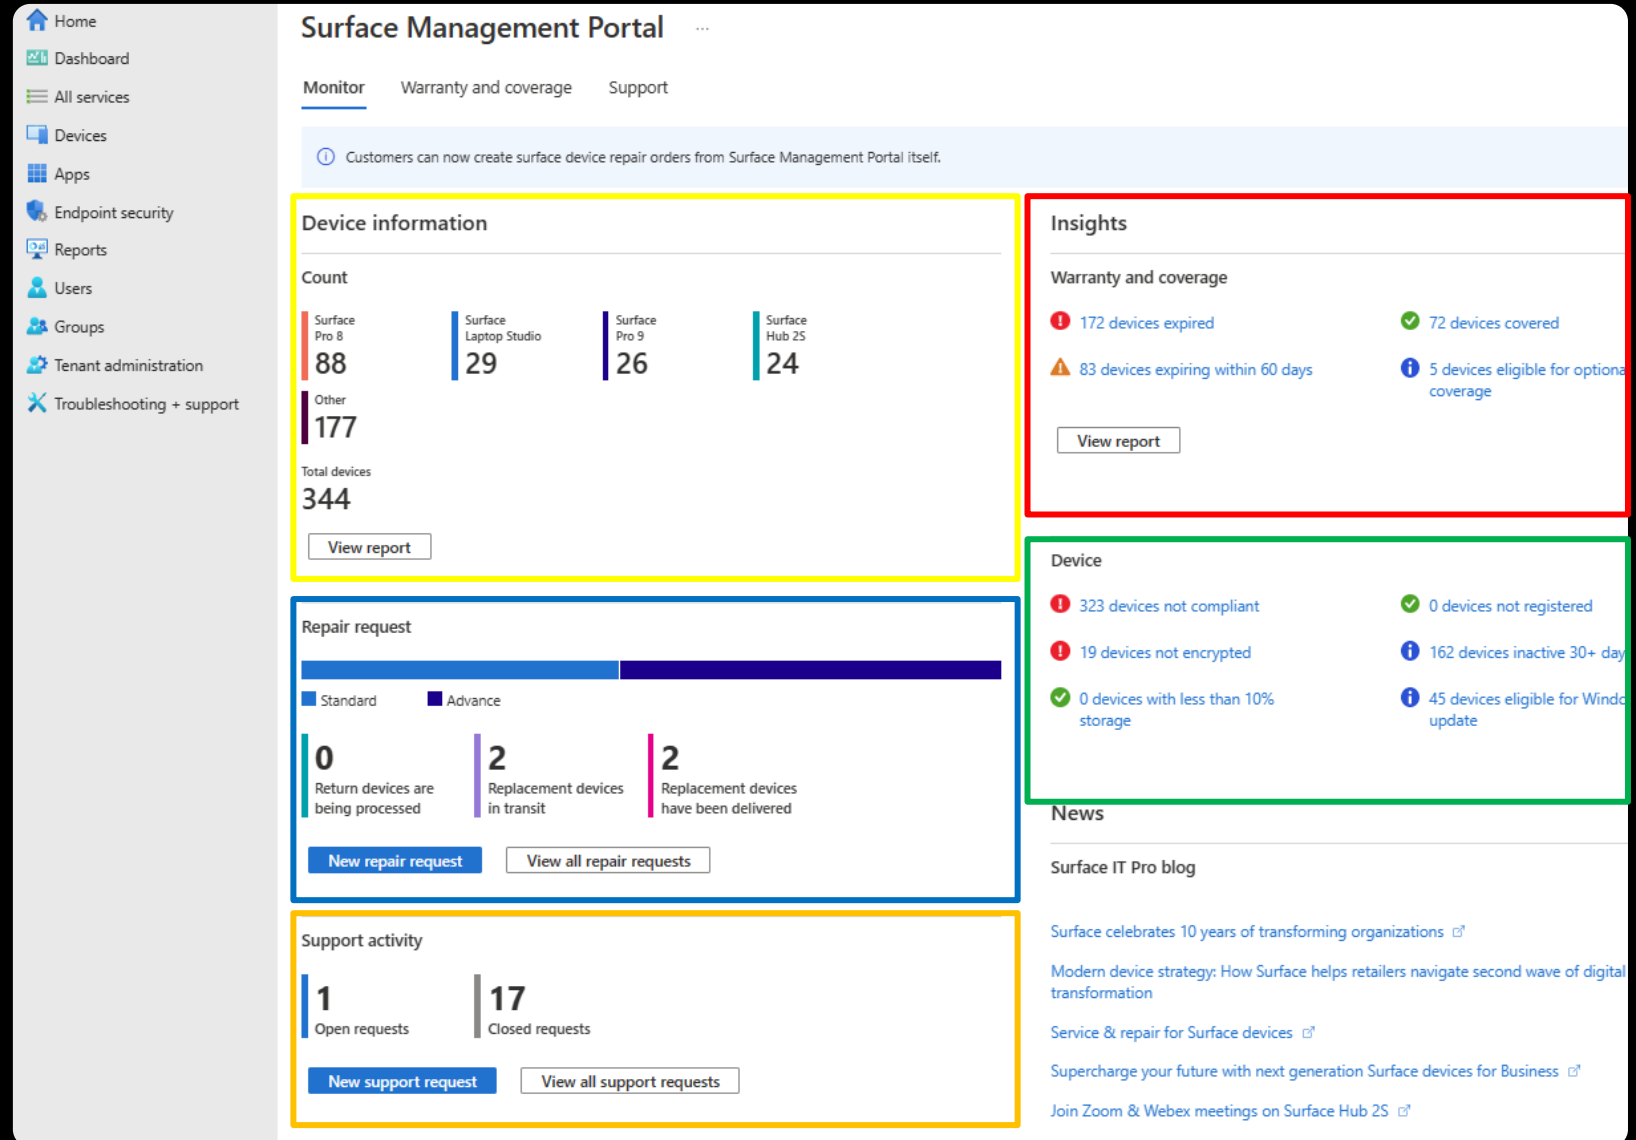 Home
Dashboard
All services
Devices
Apps
Endpoint security
Reports
Users
Groups
Tenant administration
Troubleshooting + support
Surface Management Portal ...
Monitor
Warranty and coverage
Support
Customers can now create surface device repair orders from Surface Management Portal itself.
Device information
Count
Surface
Pro 8
88
Surface
Laptop Studio
29
Surface
Pro 9
26
Surface
Hub 2S
24
Other
177
Total devices
344
View report
Repair request
Standard
Advance
0
Return devices are
being processed
2
Replacement devices
in transit
2
Replacement devices
have been delivered
New repair request
View all repair requests
Support activity
1
Open requests
17
Closed requests
New support request
View all support requests
Insights
Warranty and coverage
172 devices expired
72 devices covered
83 devices expiring within 60 days
5 devices eligible for optiona
coverage
View report
Device
323 devices not compliant
0 devices not registered
19 devices not encrypted
162 devices inactive 30+ day
0 devices with less than 10%
storage
45 devices eligible for Windo
update
News
Surface IT Pro blog
Surface celebrates 10 years of transforming organizations
Modern device strategy: How Surface helps retailers navigate second wave of digital
transformation
Service & repair for Surface devices
Supercharge your future with next generation Surface devices for Business
Join Zoom & Webex meetings on Surface Hub 2S